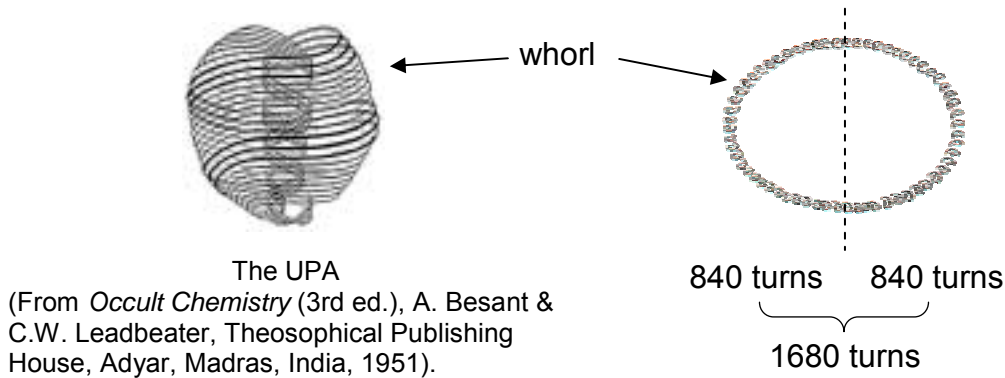 whorl
The UPA
(From Occult Chemistry (3rd ed.), A. Besant &
C.W. Leadbeater, Theosophical Publishing
House, Adyar, Madras, India, 1951).
840 turns 840 turns
1680 turns